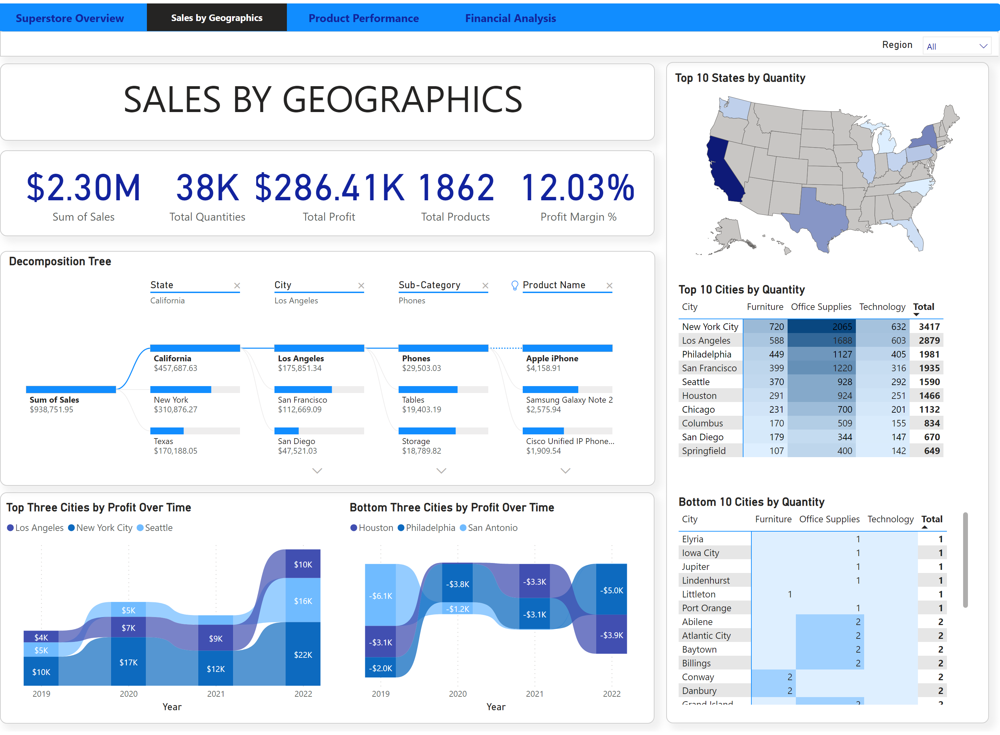 Superstore Overview Sales by Geographics Product Performance Financial Analysis
Region All
SALES BY GEOGRAPHICS
$2.30M 38K $286.41K 1862 12.03%
Sum of Sales Total Quantities Total Profit Total Products Profit Margin %
Decomposition Tree
State City Sub-Category Product Name
California Los Angeles Phones
California Los Angeles Phones Apple iPhone
$457,687.63 $175,851.34 $29,503.03 $4,158.91
Sum of Sales New York San Francisco Tables Samsung Galaxy Note 2
$938,751.95 $310,876.27 $112,669.09 $19,403.19 $2,575.94
Texas San Diego Storage Cisco Unified IP Phone...
$170,188.05 $47,521.03 $18,789.82 $1,909.54
Top Three Cities by Profit Over Time
Los Angeles New York City Seattle
$4K
$5K
$10K
$5K
$7K
$17K
$9K
$12K
$10K
$16K
$22K
2019 2020 2021 2022
Year
Bottom Three Cities by Profit Over Time
Houston Philadelphia San Antonio
-$6.1K
-$3.1K
-$2.0K
-$3.8K
-$1.2K
-$3.3K
-$3.1K
-$5.0K
-$3.9K
2019 2020 2021 2022
Year
Top 10 States by Quantity
Top 10 Cities by Quantity
City Furniture Office Supplies Technology Total
New York City 720 2065 632 3417
Los Angeles 588 1688 603 2879
Philadelphia 449 1127 405 1981
San Francisco 399 1220 316 1935
Seattle 370 928 292 1590
Houston 291 924 251 1466
Chicago 231 700 201 1132
Columbus 170 509 155 834
San Diego 179 344 147 670
Springfield 107 400 142 649
Bottom 10 Cities by Quantity
City Furniture Office Supplies Technology Total
Elyria 1 1
Iowa City 1 1
Jupiter 1 1
Lindenhurst 1 1
Littleton 1 1
Port Orange 1 1
Abilene 2 2
Atlantic City 2 2
Baytown 2 2
Billings 2 2
Conway 2 2
Danbury 2 2
Grand Island 2 2